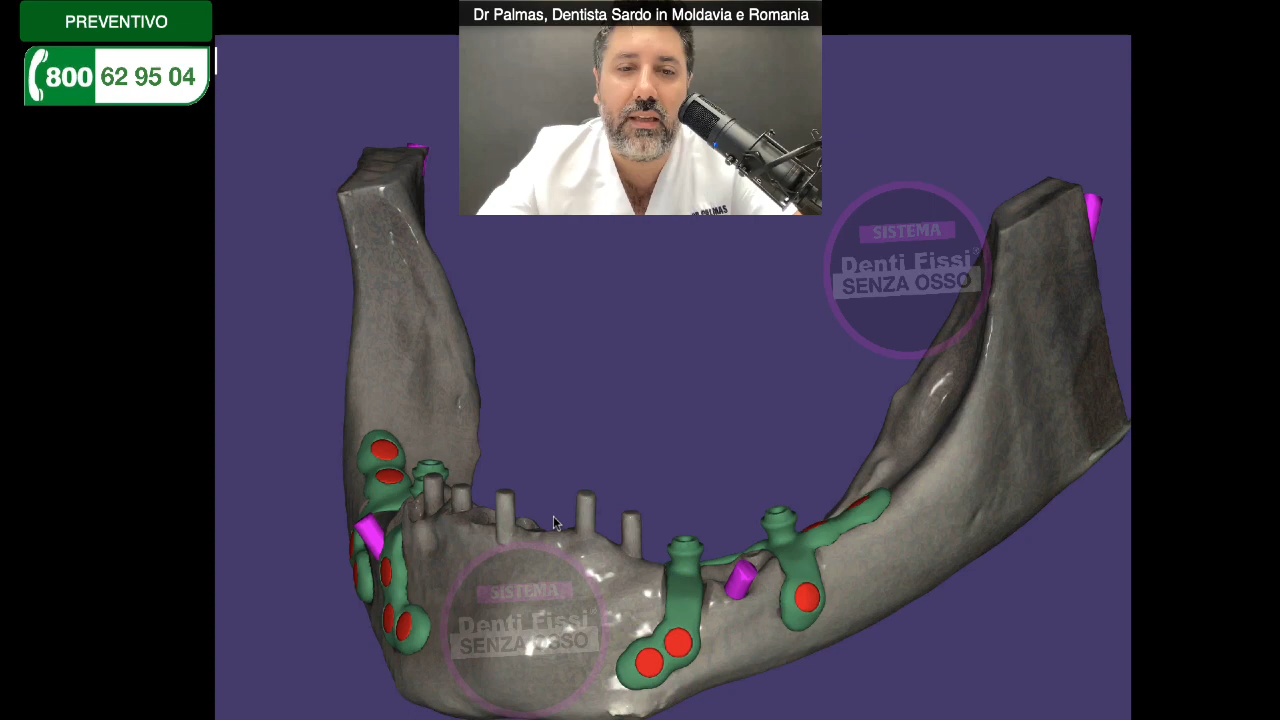 PREVENTIVO
800 62 95 04
Dr Palmas, Dentista Sardo in Moldavia e Romania
SISTEMA
Denti Fissi®
SENZA OSSO
SISTEMA
Denti Fissi®
SENZA OSSO